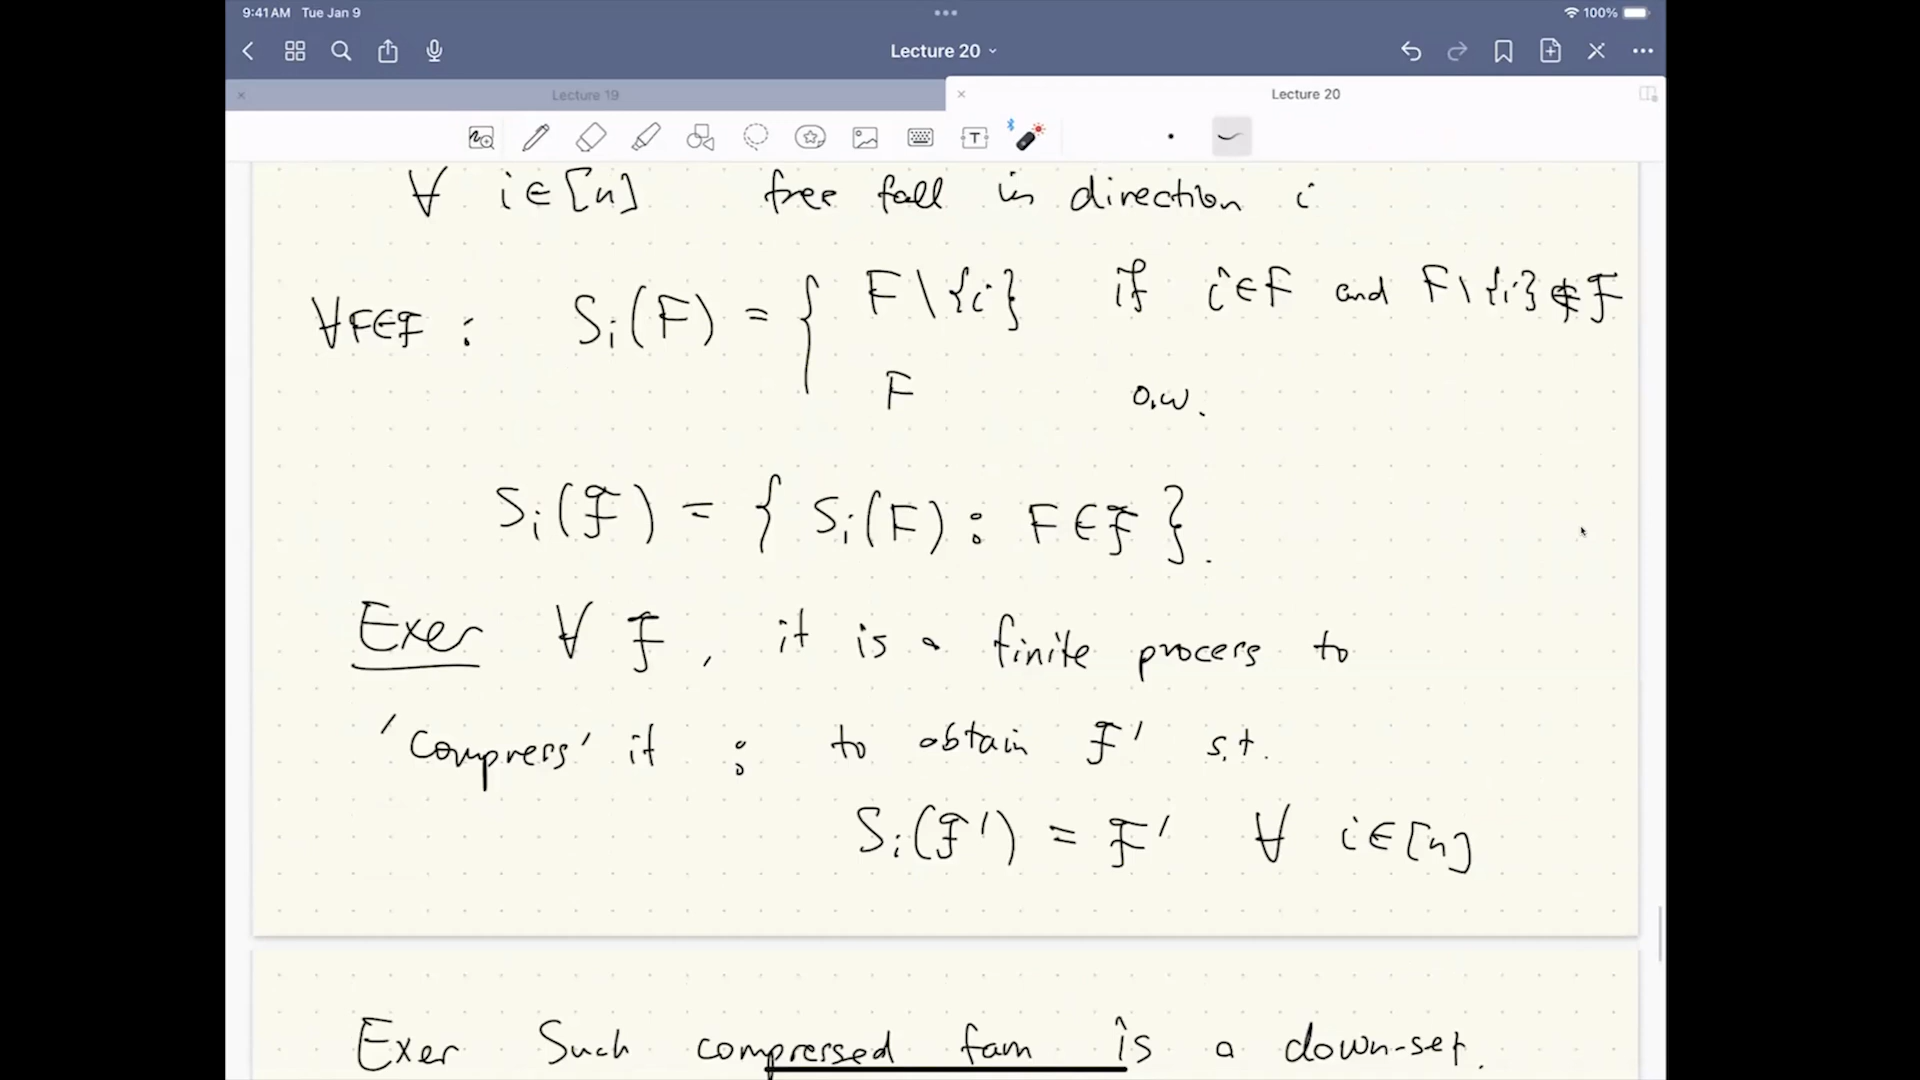 9:41 AM Tue Jan 9
100%
Lecture 20
Lecture 19
Lecture 20
∀ i∈[n] free fall in direction i
∀F∈ℱ : Sᵢ(F) = { F\{i} if i∈F and F\{i}∉ℱ
F o.w.
Sᵢ(ℱ) = { Sᵢ(F) : F∈ℱ }.
Exer ∀ ℱ, it is a finite process to
'compress' it : to obtain ℱ' s.t.
Sᵢ(ℱ') = ℱ' ∀ i∈[n]
Exer Such compressed fam is a down-set.